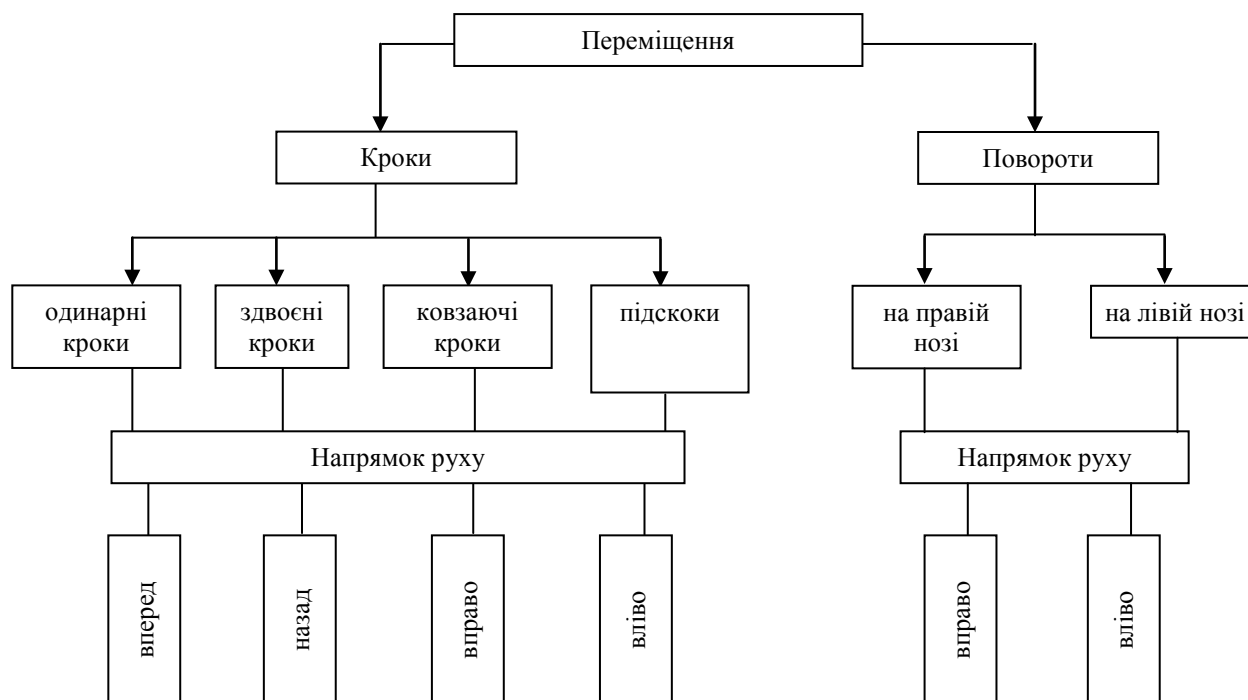 Переміщення
Кроки
Повороти
одинарні
кроки
здвоєні
кроки
ковзаючі
кроки
підскоки
на правій
нозі
на лівій нозі
Напрямок руху
Напрямок руху
вперед
назад
вправо
вліво
вправо
вліво